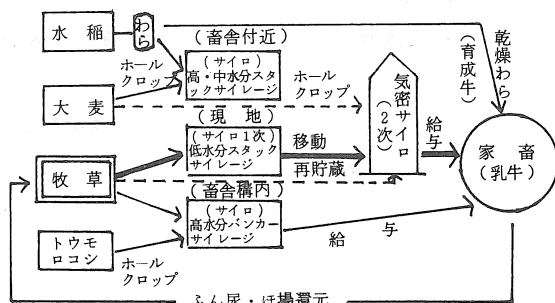 水稲
わら
(畜舎付近)
(サイロ)
高・中水分スタ
ックサイレージ
ホール
クロップ
ホール
クロップ
大麦
気密サイロ
(2次)
乾燥わら
(育成牛)
(現地)
(サイロ1次)
低水分スタック
サイレージ
移動
再貯蔵
給与
家畜
(乳牛)
牧草
(畜舎構内)
(サイロ)
高水分バンカー
サイレージ
給与
トウモ
ロコシ
ホール
クロップ
ふん尿・ほ場還元